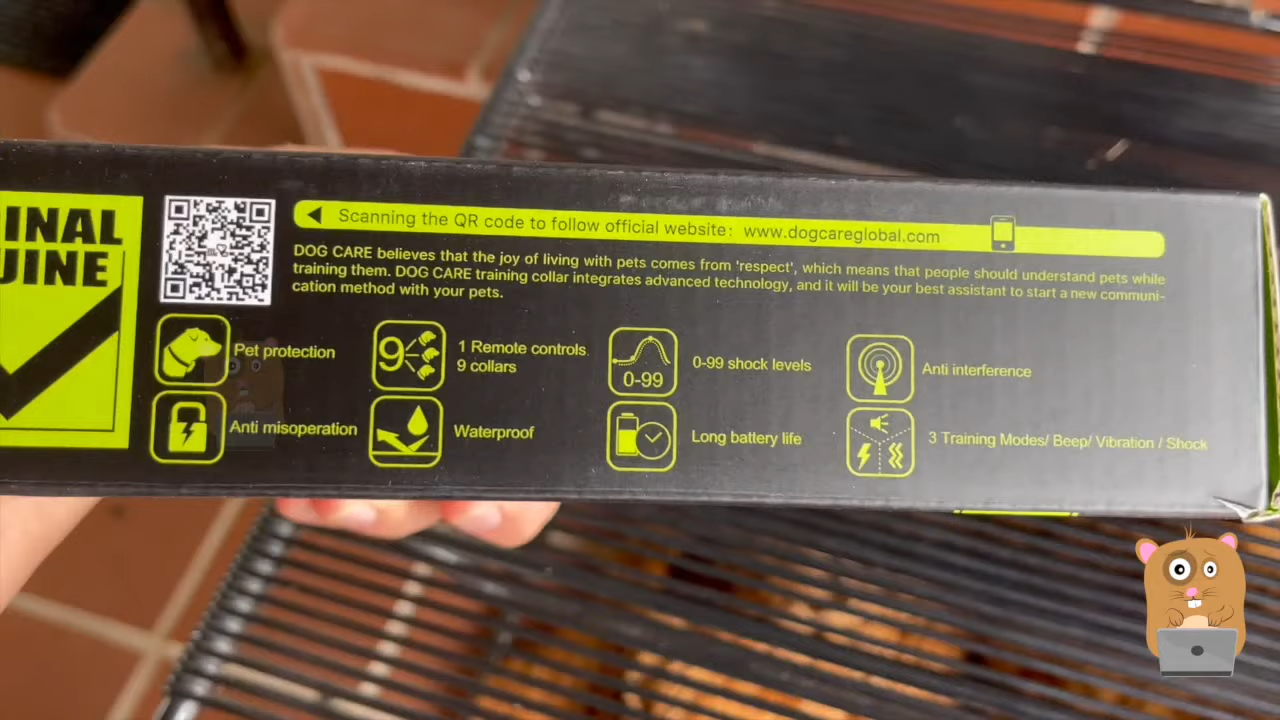 INAL
UINE
Scanning the QR code to follow official website: www.dogcareglobal.com
DOG CARE believes that the joy of living with pets comes from 'respect', which means that people should understand pets while
training them. DOG CARE training collar integrates advanced technology, and it will be your best assistant to start a new communi-
cation method with your pets.
Pet protection
9
1 Remote controls.
9 collars
0-99
0-99 shock levels
Anti interference
Anti misoperation
Waterproof
Long battery life
3 Training Modes/ Beep/ Vibration / Shock